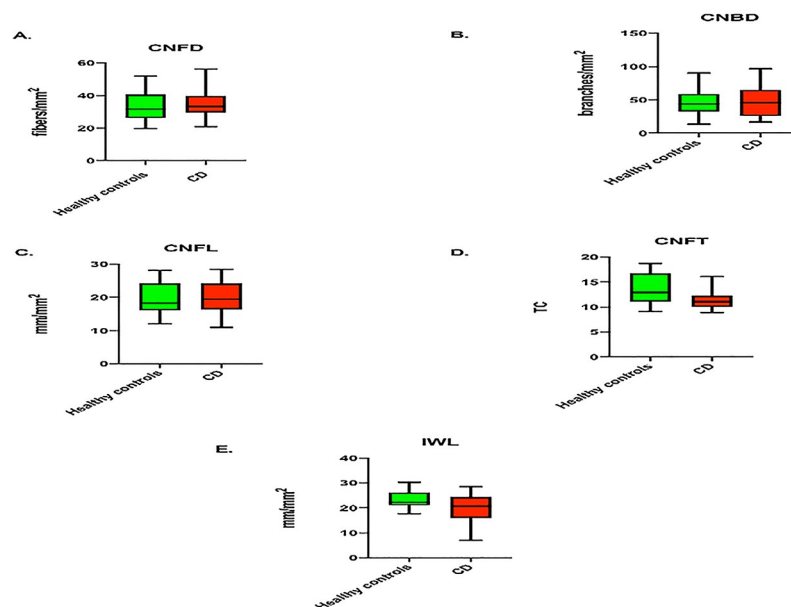 A.
CNFD
fibers/mm²
60
40
20
0
Healthy controls
CD
B.
CNBD
branches/mm²
150
100
50
0
Healthy controls
CD
C.
CNFL
mm/mm²
30
20
10
0
Healthy controls
CD
D.
CNFT
TC
20
15
10
5
0
Healthy controls
CD
E.
IWL
mm/mm²
40
30
20
10
0
Healthy controls
CD